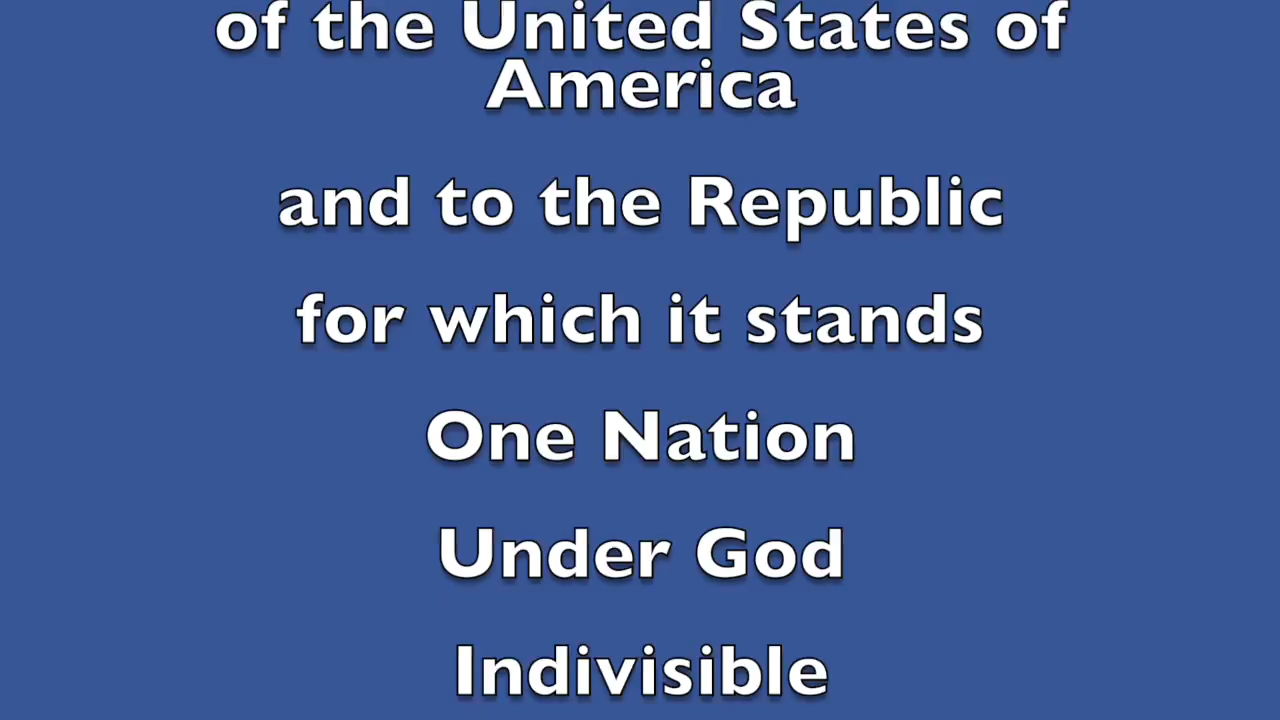 of the United States of
America
and to the Republic
for which it stands
One Nation
Under God
Indivisible